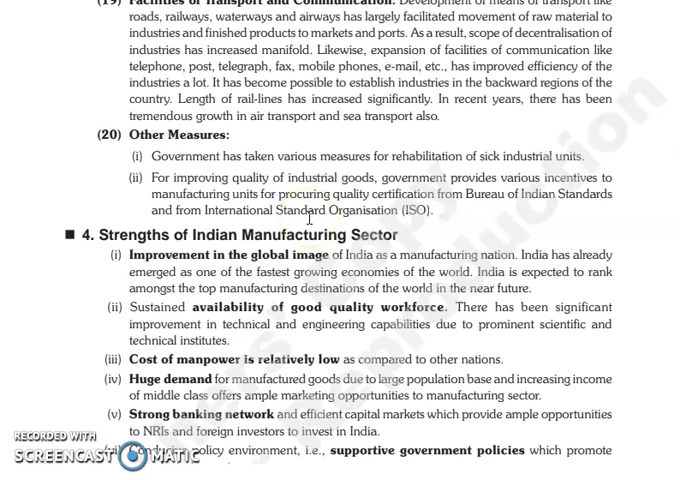 (19) Facilities of Transport and Communication: Development of means of transport like
roads, railways, waterways and airways has largely facilitated movement of raw material to
industries and finished products to markets and ports. As a result, scope of decentralisation of
industries has increased manifold. Likewise, expansion of facilities of communication like
telephone, post, telegraph, fax, mobile phones, e-mail, etc., has improved efficiency of the
industries a lot. It has become possible to establish industries in the backward regions of the
country. Length of rail-lines has increased significantly. In recent years, there has been
tremendous growth in air transport and sea transport also.
(20) Other Measures:
(i) Government has taken various measures for rehabilitation of sick industrial units.
(ii) For improving quality of industrial goods, government provides various incentives to
manufacturing units for procuring quality certification from Bureau of Indian Standards
and from International Standard Organisation (ISO).
■ 4. Strengths of Indian Manufacturing Sector
(i) Improvement in the global image of India as a manufacturing nation. India has already
emerged as one of the fastest growing economies of the world. India is expected to rank
amongst the top manufacturing destinations of the world in the near future.
(ii) Sustained availability of good quality workforce. There has been significant
improvement in technical and engineering capabilities due to prominent scientific and
technical institutes.
(iii) Cost of manpower is relatively low as compared to other nations.
(iv) Huge demand for manufactured goods due to large population base and increasing income
of middle class offers ample marketing opportunities to manufacturing sector.
(v) Strong banking network and efficient capital markets which provide ample opportunities
to NRIs and foreign investors to invest in India.
policy environment, i.e., supportive government policies which promote
RECORDED WITH
SCREENCAST MATIC